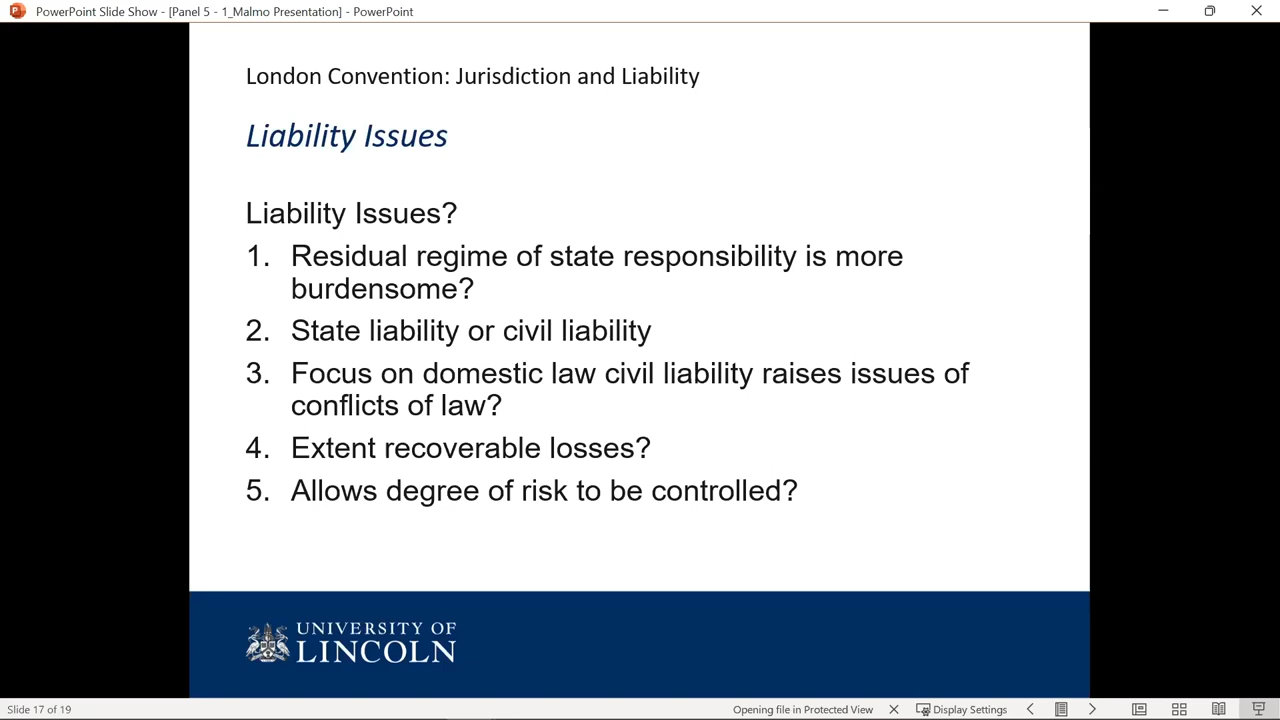 PowerPoint Slide Show - [Panel 5 - 1_Malmo Presentation] - PowerPoint
London Convention: Jurisdiction and Liability
Liability Issues
Liability Issues?
1. Residual regime of state responsibility is more
burdensome?
2. State liability or civil liability
3. Focus on domestic law civil liability raises issues of
conflicts of law?
4. Extent recoverable losses?
5. Allows degree of risk to be controlled?
UNIVERSITY OF
LINCOLN
Slide 17 of 19
Opening file in Protected View
Display Settings